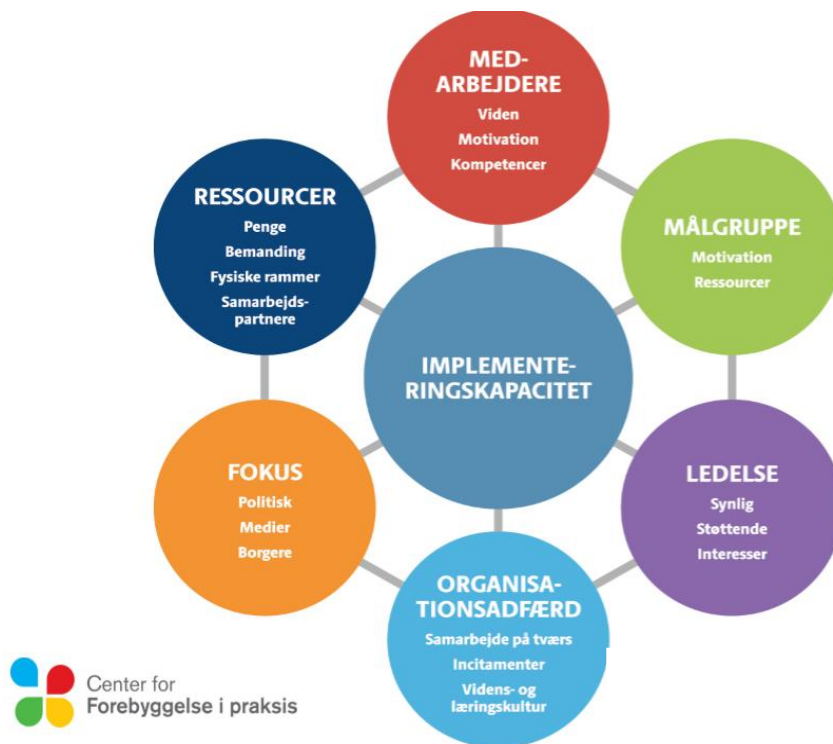 MED-
ARBEJDERE
Viden
Motivation
Kompetencer
RESSOURCER
Penge
Bemanding
Fysiske rammer
Samarbejds-
partnere
MÅLGRUPPE
Motivation
Ressourcer
IMPLEMENTE-
RINGSKAPACITET
FOKUS
Politisk
Medier
Borgere
LEDELSE
Synlig
Støttende
Interesser
ORGANISA-
TIONSADFÆRD
Samarbejde på tværs
Incitamenter
Videns- og
læringskultur
Center for
Forebyggelse i praksis